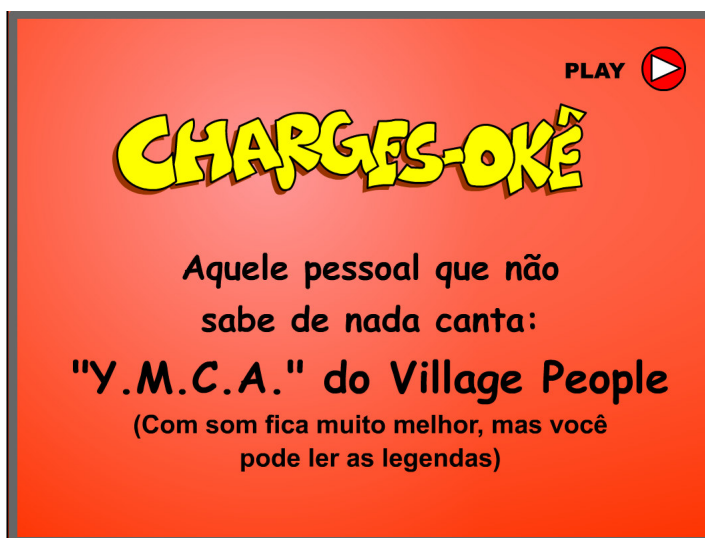 PLAY
CHARGES-OKÊ
Aquele pessoal que não
sabe de nada canta:
"Y.M.C.A." do Village People
(Com som fica muito melhor, mas você
pode ler as legendas)